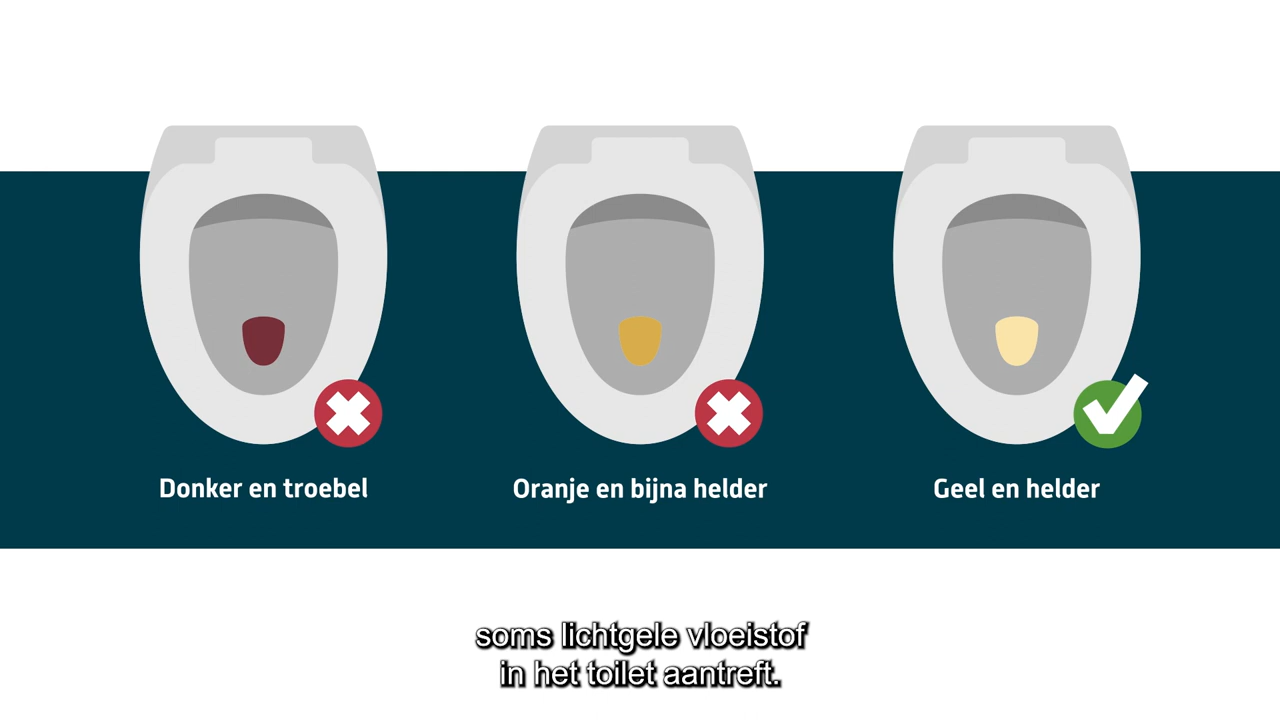 Donker en troebel
Oranje en bijna helder
Geel en helder
soms lichtgele vloeistof
in het toilet aantreft.